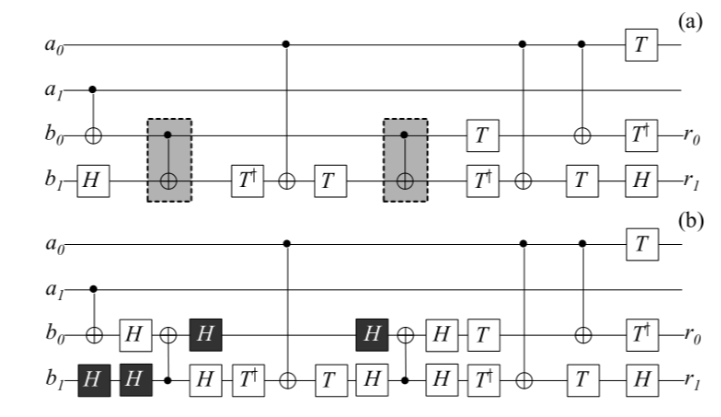 (a)
a₀ T
a₁
b₀ T T† r₀
b₁ H T† T T† T H r₁
(b)
a₀ T
a₁
b₀ H H H H T T† r₀
b₁ H H H T† T H H T† T H r₁